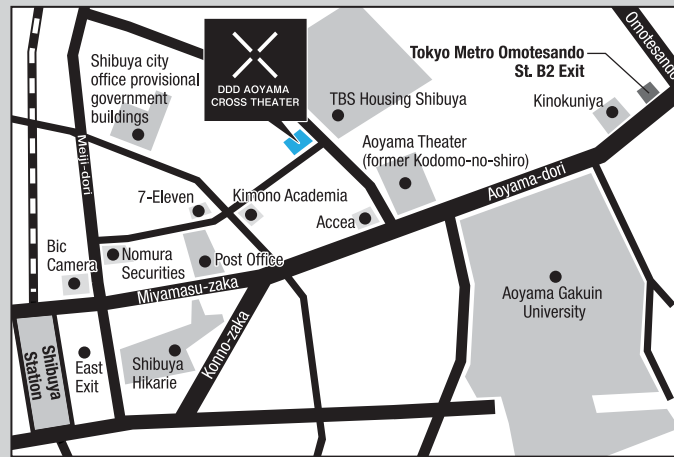 Shibuya city
office provisional
government
buildings
DDD AOYAMA
CROSS THEATER
TBS Housing Shibuya
Tokyo Metro Omotesando
St. B2 Exit
Omotesando
Kinokuniya
Aoyama Theater
(former Kodomo-no-shiro)
Meiji-dori
7-Eleven
Kimono Academia
Accea
Aoyama-dori
Bic
Camera
Nomura
Securities
Post Office
Miyamasu-zaka
Aoyama Gakuin
University
Shibuya
Station
East
Exit
Shibuya
Hikarie
Konno-zaka